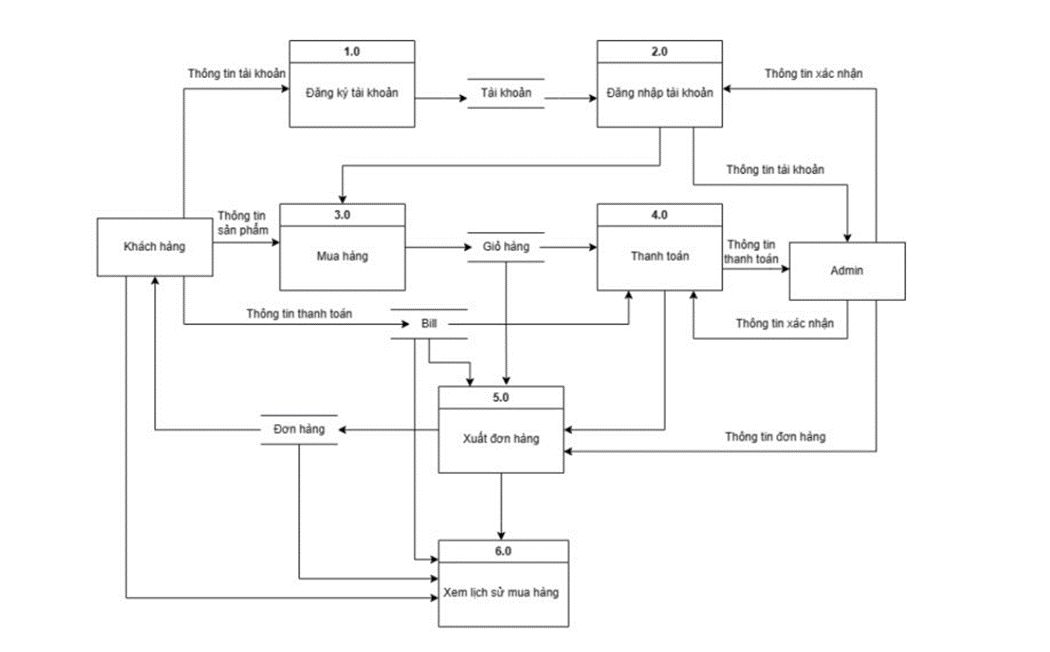 1.0
2.0
Thông tin tài khoản
Thông tin xác nhận
Đăng ký tài khoản
Tài khoản
Đăng nhập tài khoản
Thông tin tài khoản
3.0
4.0
Thông tin
sản phẩm
Khách hàng
Mua hàng
Giỏ hàng
Thanh toán
Thông tin
thanh toán
Admin
Thông tin thanh toán
Bill
Thông tin xác nhận
5.0
Đơn hàng
Xuất đơn hàng
Thông tin đơn hàng
6.0
Xem lịch sử mua hàng